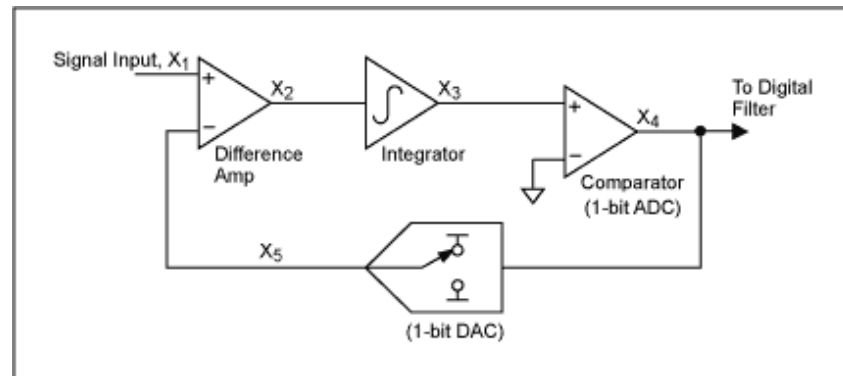 Signal Input, X1
+
−
X2
Difference
Amp
X3
Integrator
+
−
X4
Comparator
(1-bit ADC)
To Digital
Filter
X5
(1-bit DAC)